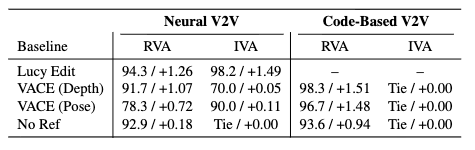 Neural V2V Code-Based V2V
Baseline RVA IVA RVA IVA
Lucy Edit 94.3 / +1.26 98.2 / +1.49 – –
VACE (Depth) 91.7 / +1.07 70.0 / +0.05 98.3 / +1.51 Tie / +0.00
VACE (Pose) 78.3 / +0.72 90.0 / +0.11 96.7 / +1.48 Tie / +0.00
No Ref 92.9 / +0.18 Tie / +0.00 93.6 / +0.94 Tie / +0.00